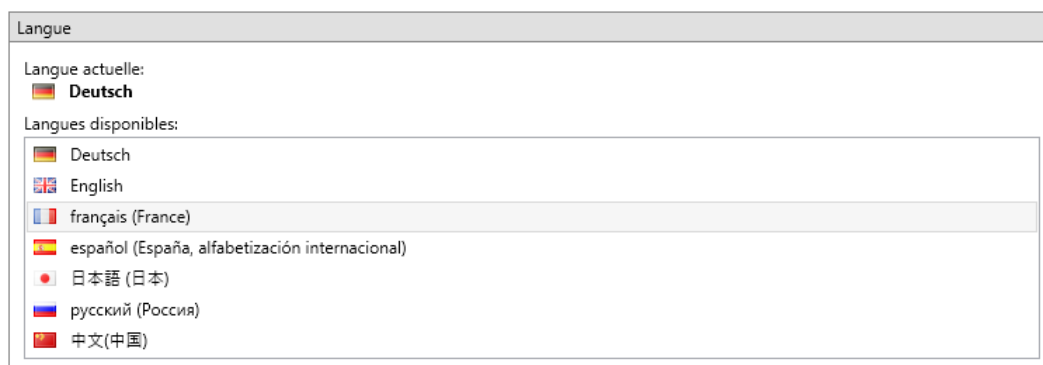 Langue
Langue actuelle:
Deutsch
Langues disponibles:
Deutsch
English
français (France)
español (España, alfabetización internacional)
日本語 (日本)
русский (Россия)
中文(中国)